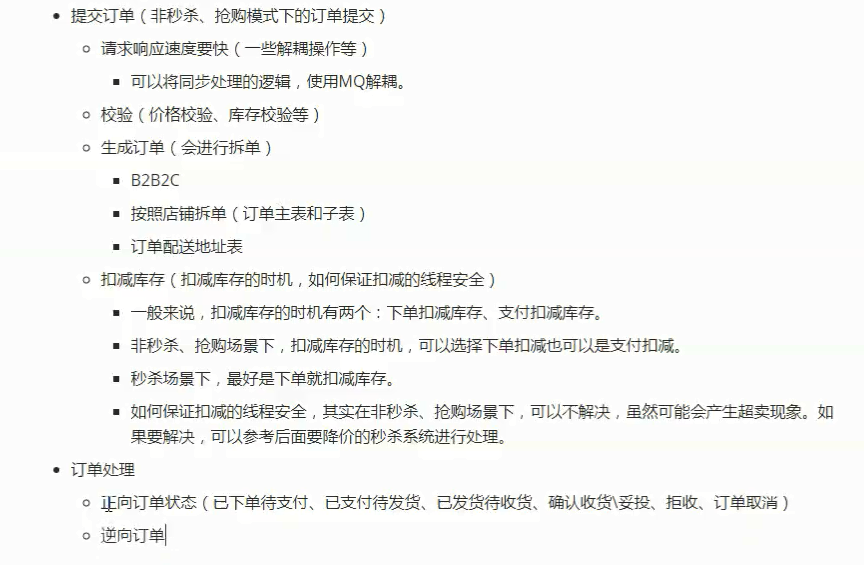 提交订单（非秒杀、抢购模式下的订单提交）
请求响应速度要快（一些解耦操作等）
可以将同步处理的逻辑，使用MQ解耦。
校验（价格校验、库存校验等）
生成订单（会进行拆单）
B2B2C
按照店铺拆单（订单主表和子表）
订单配送地址表
扣减库存（扣减库存的时机，如何保证扣减的线程安全）
一般来说，扣减库存的时机有两个：下单扣减库存、支付扣减库存。
非秒杀、抢购场景下，扣减库存的时机，可以选择下单扣减也可以是支付扣减。
秒杀场景下，最好是下单就扣减库存。
如何保证扣减的线程安全，其实在非秒杀、抢购场景下，可以不解决，虽然可能会产生超卖现象。如
果要解决，可以参考后面要降价的秒杀系统进行处理。
订单处理
正向订单状态（已下单待支付、已支付待发货、已发货待收货、确认收货\妥投、拒收、订单取消）
逆向订单